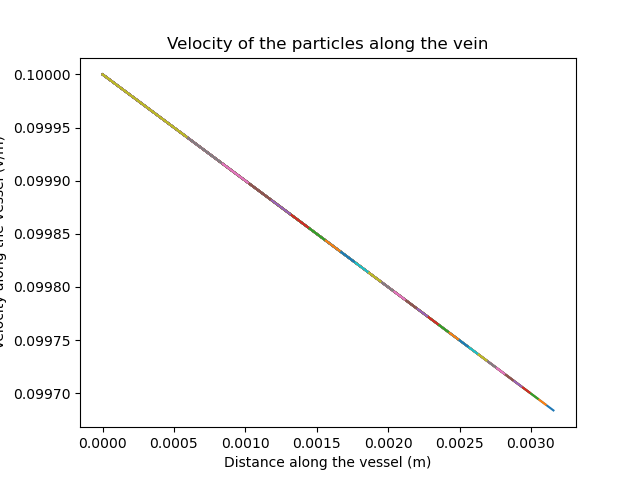 Velocity of the particles along the vein
0.10000
0.09995
0.09990
0.09985
0.09980
0.09975
0.09970
along the vessel (v/m)
0.0000 0.0005 0.0010 0.0015 0.0020 0.0025 0.0030
Distance along the vessel (m)